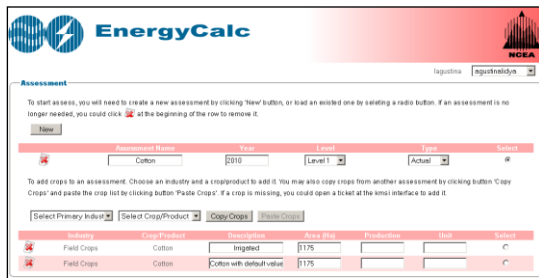 EnergyCalc
NCEA
lagustina agustinalidya
Assessment
To start assess, you will need to create a new assessment by clicking 'New' button, or load an existed one by seleting a radio button. If an assessment is no
longer needed, you could click at the beginning of the row to remove it.
New
Assessment Name Year Level Type Select
Cotton 2010 Level 1 Actual
To add crops to an assessment. Choose an industry and a crop/product to add it. You may also copy crops from another assessment by clicking button 'Copy
Crops' and paste the crop list by clicking button 'Paste Crops'. If a crop is missing, you could open a ticket at the kmsi interface to add it.
Select Primary Indust Select Crop/Product Copy Crops Paste Crops
Industry Crop/Product Description Area (Ha) Production Unit Select
Field Crops Cotton Irrigated 1175
Field Crops Cotton Cotton with default value 1175